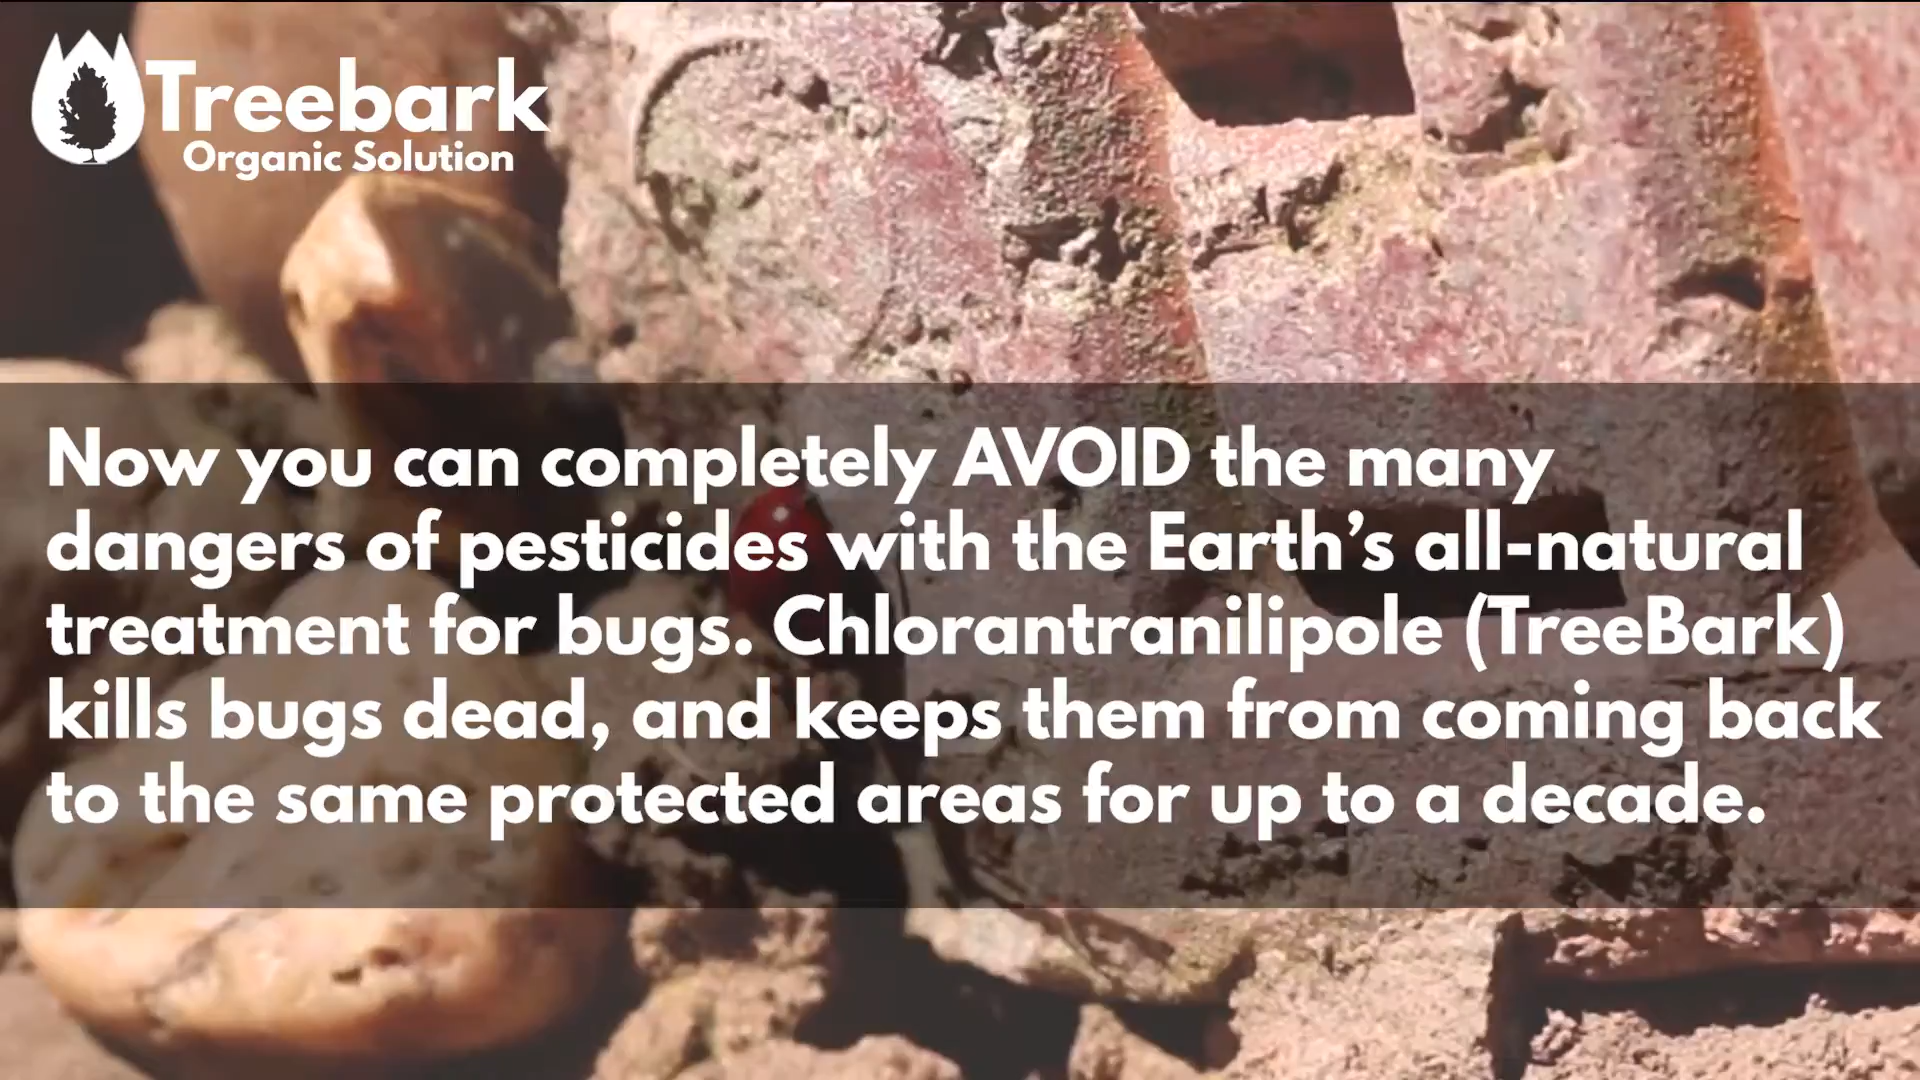 Treebark
Organic Solution
Now you can completely AVOID the many
dangers of pesticides with the Earth’s all-natural
treatment for bugs. Chlorantranilipole (TreeBark)
kills bugs dead, and keeps them from coming back
to the same protected areas for up to a decade.